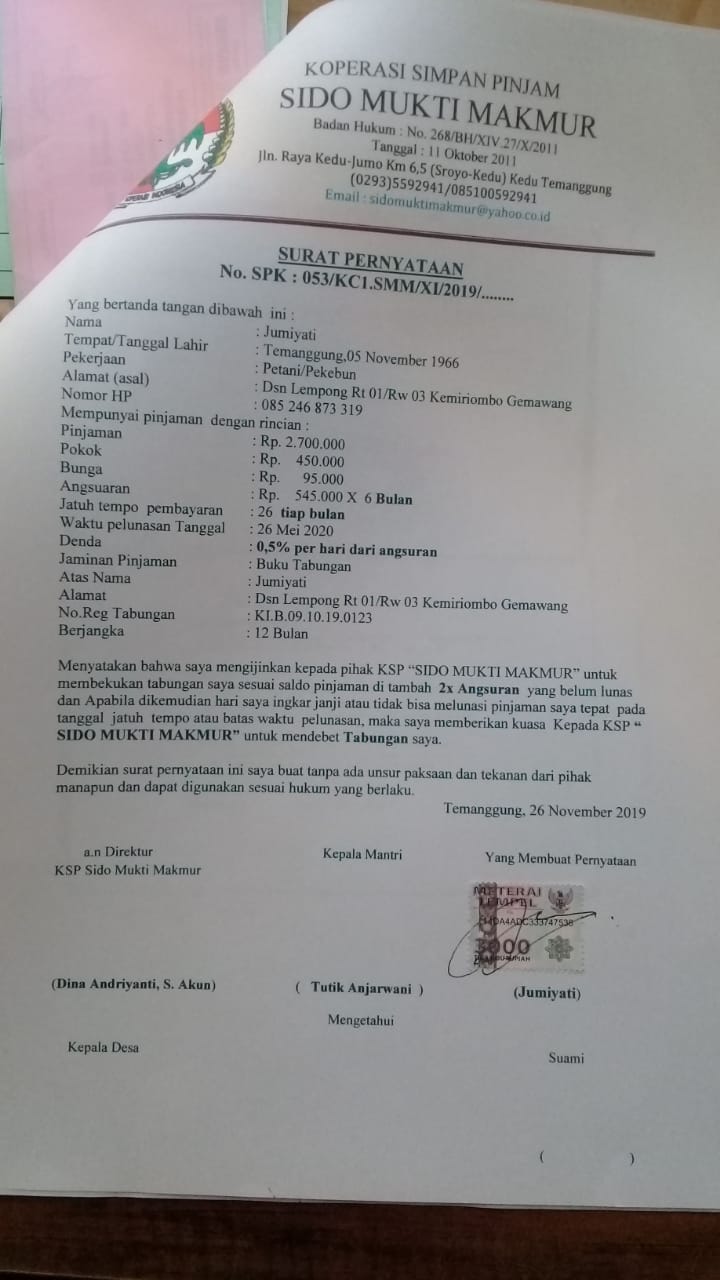 KOPERASI SIMPAN PINJAM
SIDO MUKTI MAKMUR
Badan Hukum : No. 268/BH/XIV.27/X/2011
Tanggal : 11 Oktober 2011
Jln. Raya Kedu-Jumo Km 6,5 (Sroyo-Kedu) Kedu Temanggung
(0293)5592941/085100592941
Email : sidomuktimakmur@yahoo.co.id
KOPERASI INDONESIA
SURAT PERNYATAAN
No. SPK : 053/KC1.SMM/XI/2019/........
Yang bertanda tangan dibawah ini :
Nama : Jumiyati
Tempat/Tanggal Lahir : Temanggung,05 November 1966
Pekerjaan : Petani/Pekebun
Alamat (asal) : Dsn Lempong Rt 01/Rw 03 Kemiriombo Gemawang
Nomor HP : 085 246 873 319
Mempunyai pinjaman dengan rincian :
Pinjaman : Rp. 2.700.000
Pokok : Rp. 450.000
Bunga : Rp. 95.000
Angsuaran : Rp. 545.000 X 6 Bulan
Jatuh tempo pembayaran : 26 tiap bulan
Waktu pelunasan Tanggal : 26 Mei 2020
Denda : 0,5% per hari dari angsuran
Jaminan Pinjaman : Buku Tabungan
Atas Nama : Jumiyati
Alamat : Dsn Lempong Rt 01/Rw 03 Kemiriombo Gemawang
No.Reg Tabungan : KI.B.09.10.19.0123
Berjangka : 12 Bulan
Menyatakan bahwa saya mengijinkan kepada pihak KSP “SIDO MUKTI MAKMUR” untuk
membekukan tabungan saya sesuai saldo pinjaman di tambah 2x Angsuran yang belum lunas
dan Apabila dikemudian hari saya ingkar janji atau tidak bisa melunasi pinjaman saya tepat pada
tanggal jatuh tempo atau batas waktu pelunasan, maka saya memberikan kuasa Kepada KSP “
SIDO MUKTI MAKMUR” untuk mendebet Tabungan saya.
Demikian surat pernyataan ini saya buat tanpa ada unsur paksaan dan tekanan dari pihak
manapun dan dapat digunakan sesuai hukum yang berlaku.
Temanggung, 26 November 2019
a.n Direktur Kepala Mantri Yang Membuat Pernyataan
KSP Sido Mukti Makmur
METERAI
TEMPEL
(Dina Andriyanti, S. Akun) ( Tutik Anjarwani ) (Jumiyati)
Mengetahui
Kepala Desa Suami
( )